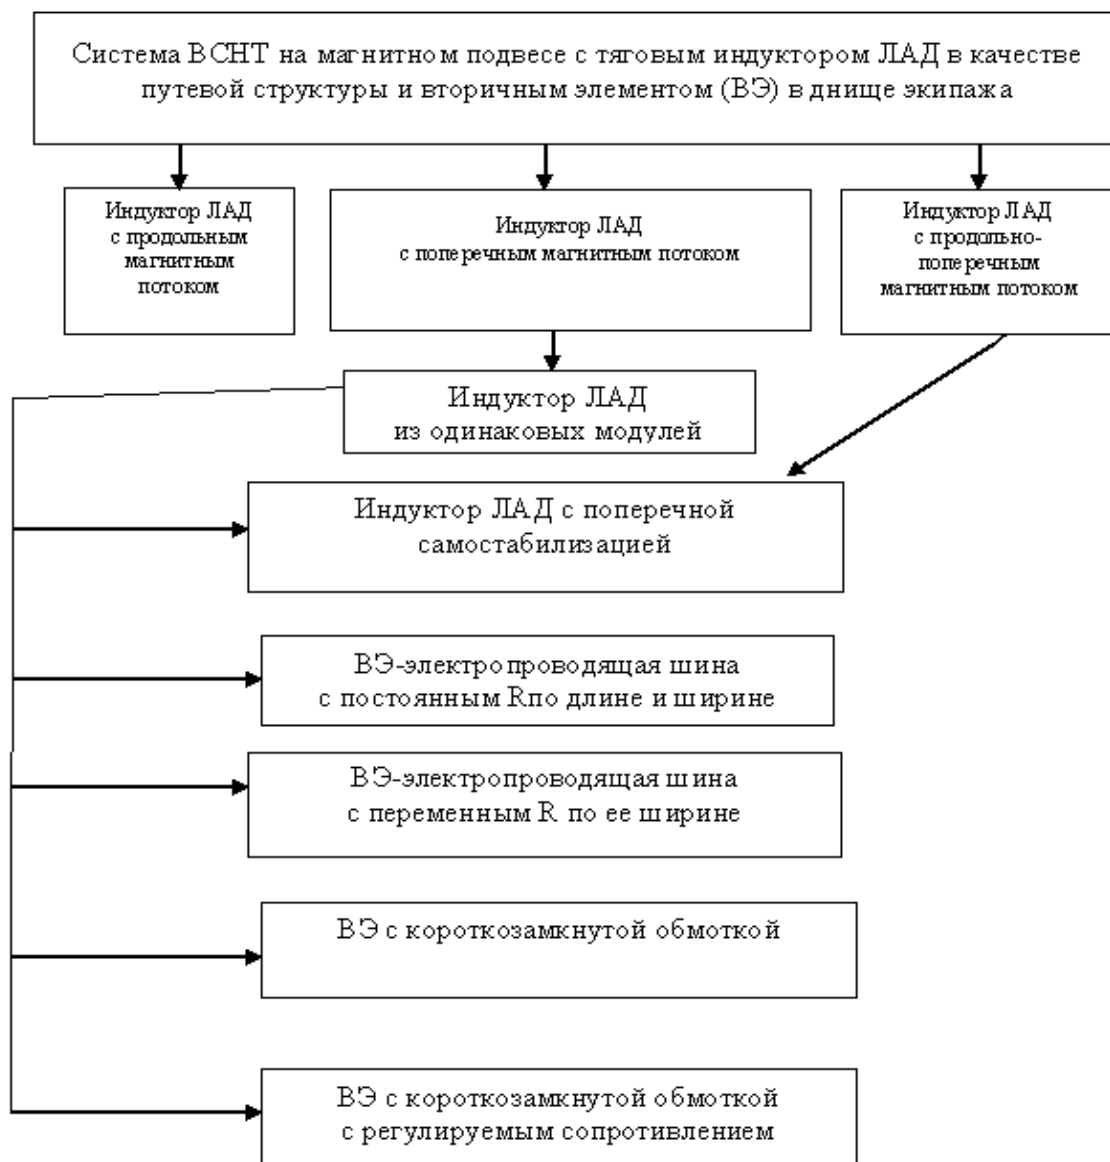 Система ВСНТ на магнитном подвесе с тяговым индуктором ЛАД в качестве
путевой структуры и вторичным элементом (ВЭ) в днище экипажа
Индуктор ЛАД
с продольным
магнитным
потоком
Индуктор ЛАД
с поперечным магнитным потоком
Индуктор ЛАД
с продольно-
поперечным
магнитным потоком
Индуктор ЛАД
из одинаковых модулей
Индуктор ЛАД с поперечной
самостабилизацией
ВЭ-электропроводящая шина
с постоянным Rпо длине и ширине
ВЭ-электропроводящая шина
с переменным R по ее ширине
ВЭ с короткозамкнутой обмоткой
ВЭ с короткозамкнутой обмоткой
с регулируемым сопротивлением